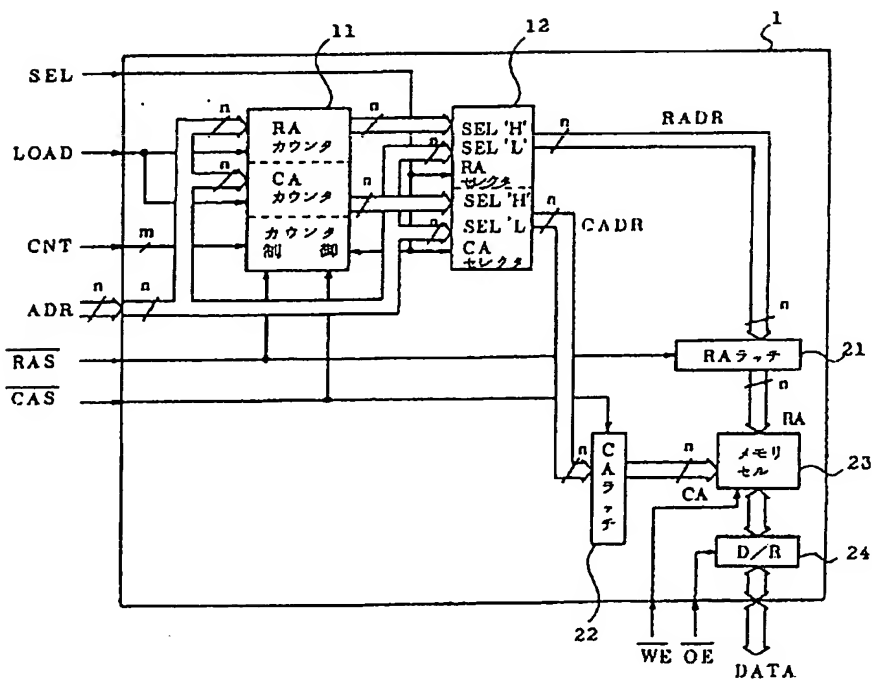 1
11
12
SEL
LOAD
CNT
m
ADR
n
n
RAS
CAS
n
n
RA
カウンタ
CA
カウンタ
カウンタ
制 御
n
n
n
n
SEL 'H'
SEL 'L'
RA
セレクタ
SEL 'H'
SEL 'L
CA
セレクタ
n
n
RADR
CADR
n
RAラッチ
21
n
RA
メモリ
セル
23
n
CAラッチ
22
n
CA
D/R
24
WE
OE
DATA